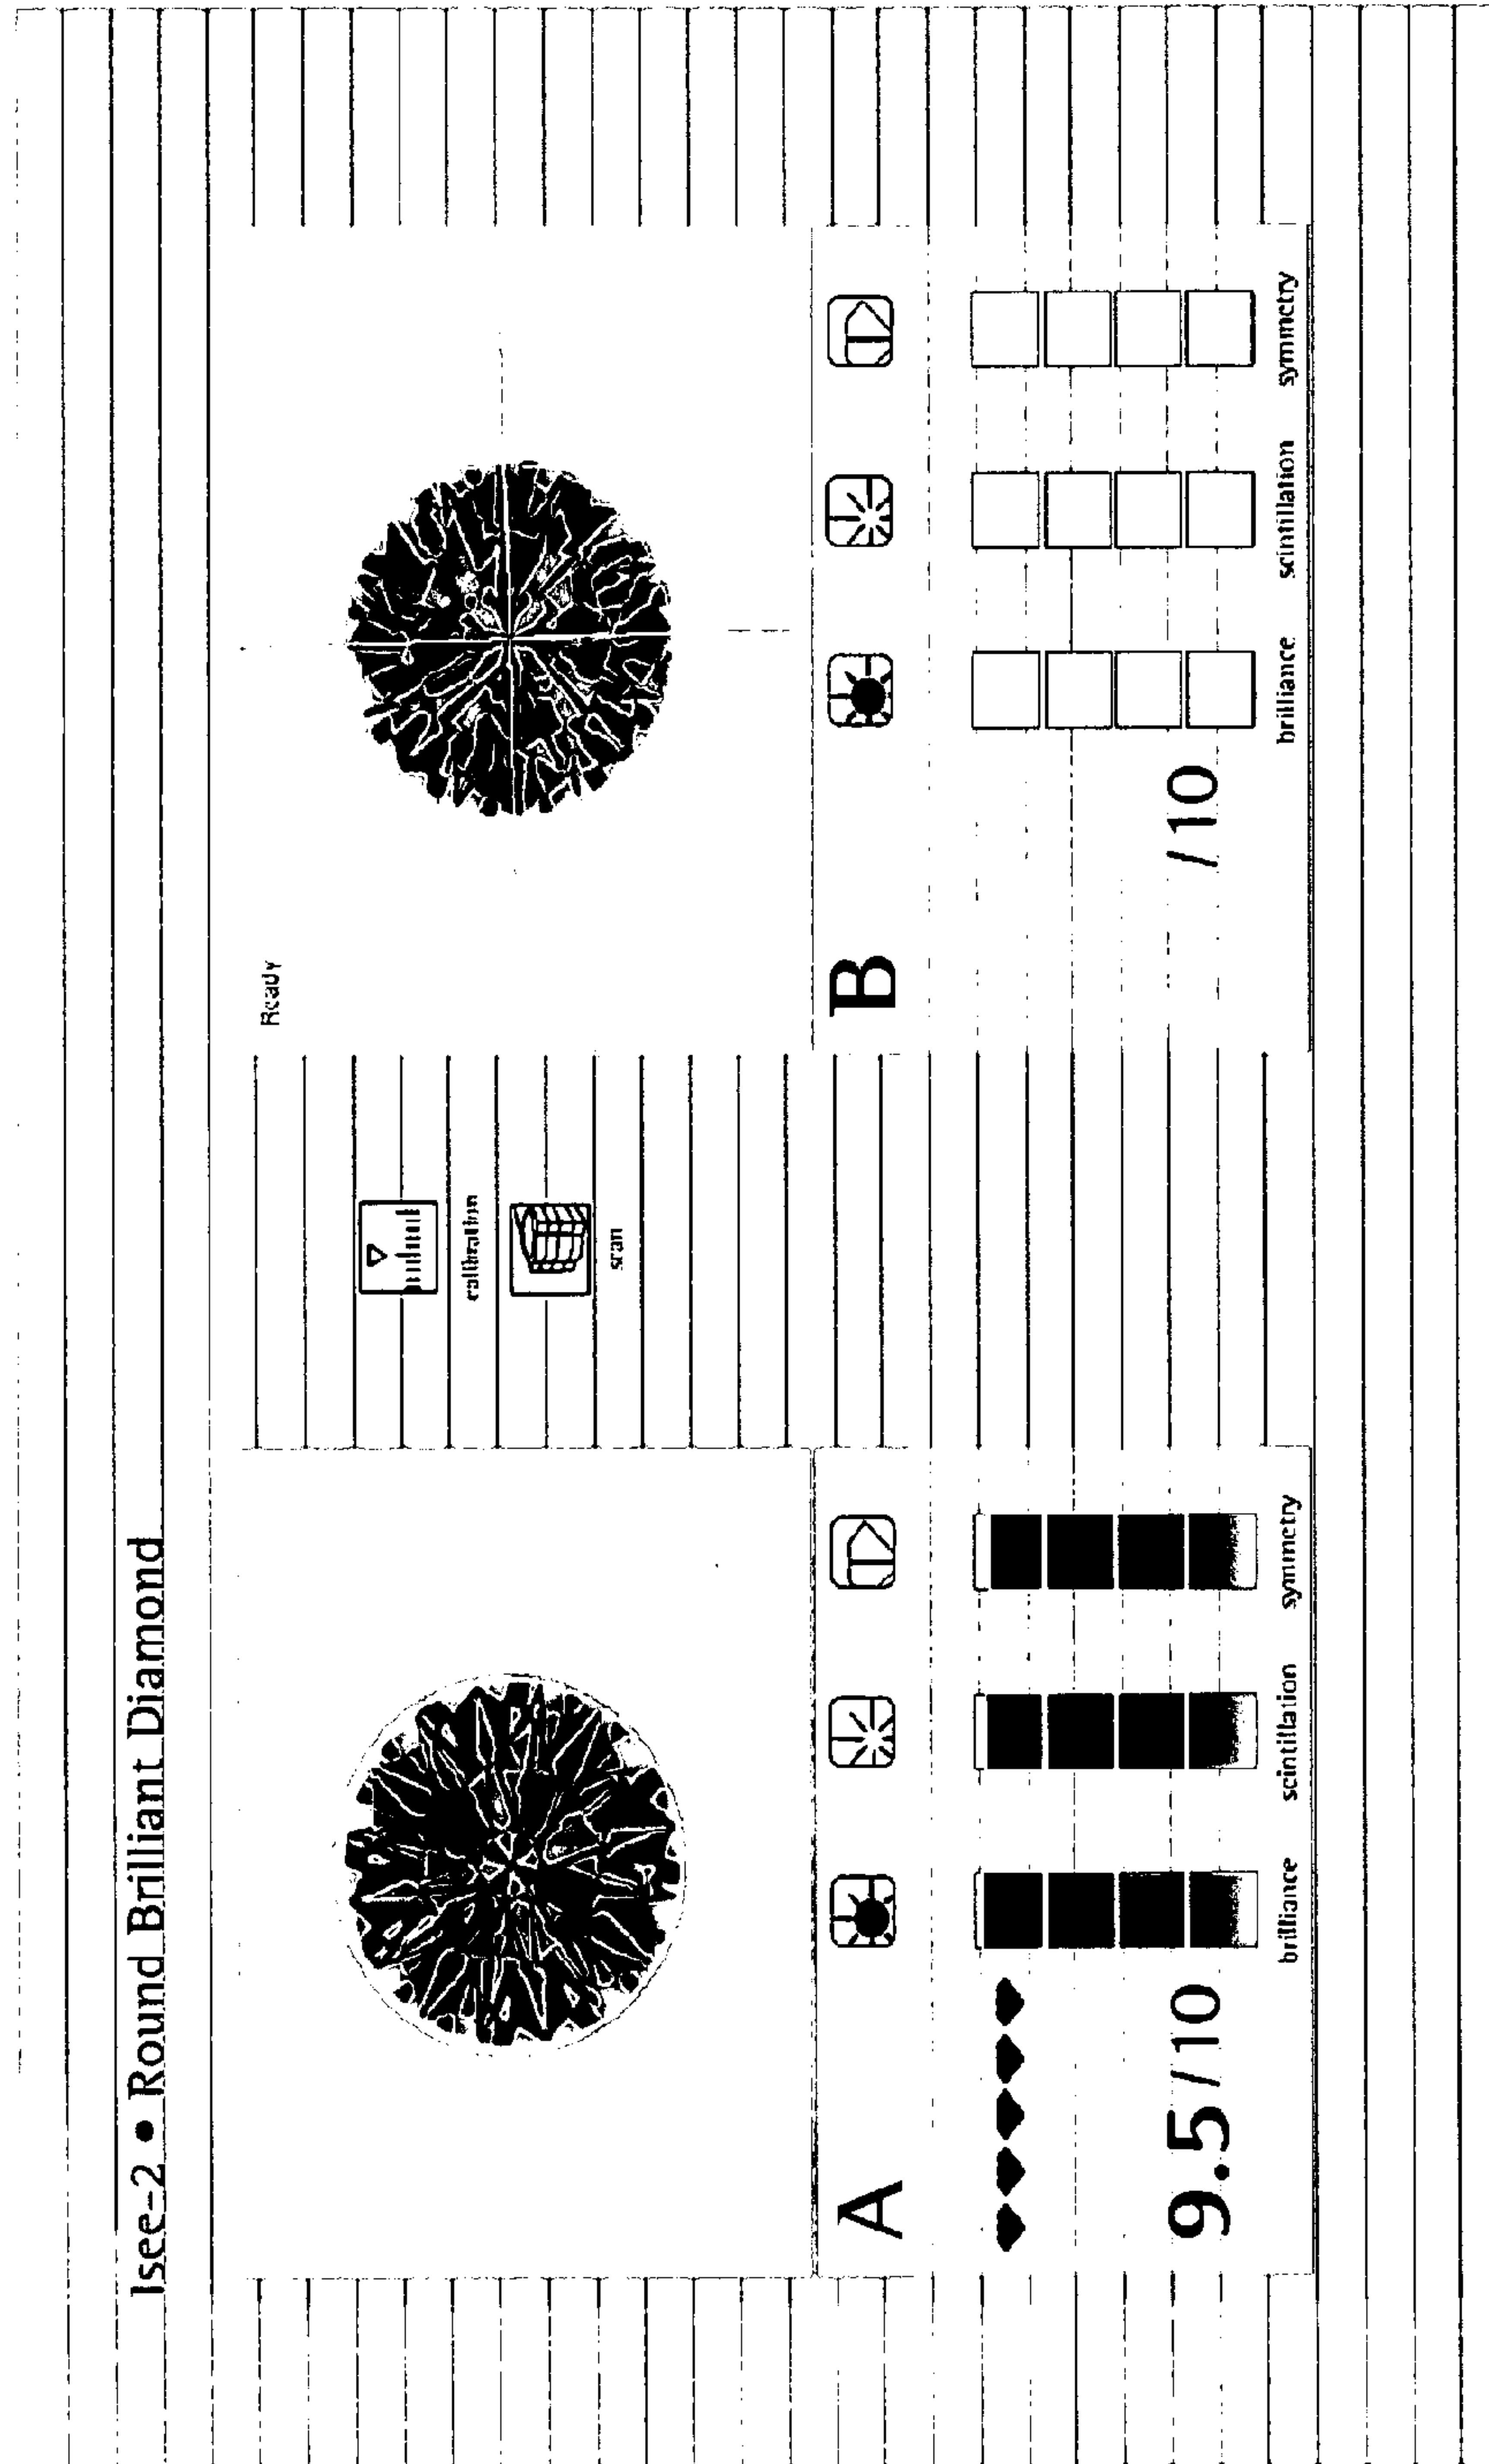 Isee-2 • Round Brilliant Diamond
Ready
calibration
scan
A
9.5/10
brilliance
scintillation
symmetry
B
/10
brilliance
scintillation
symmetry